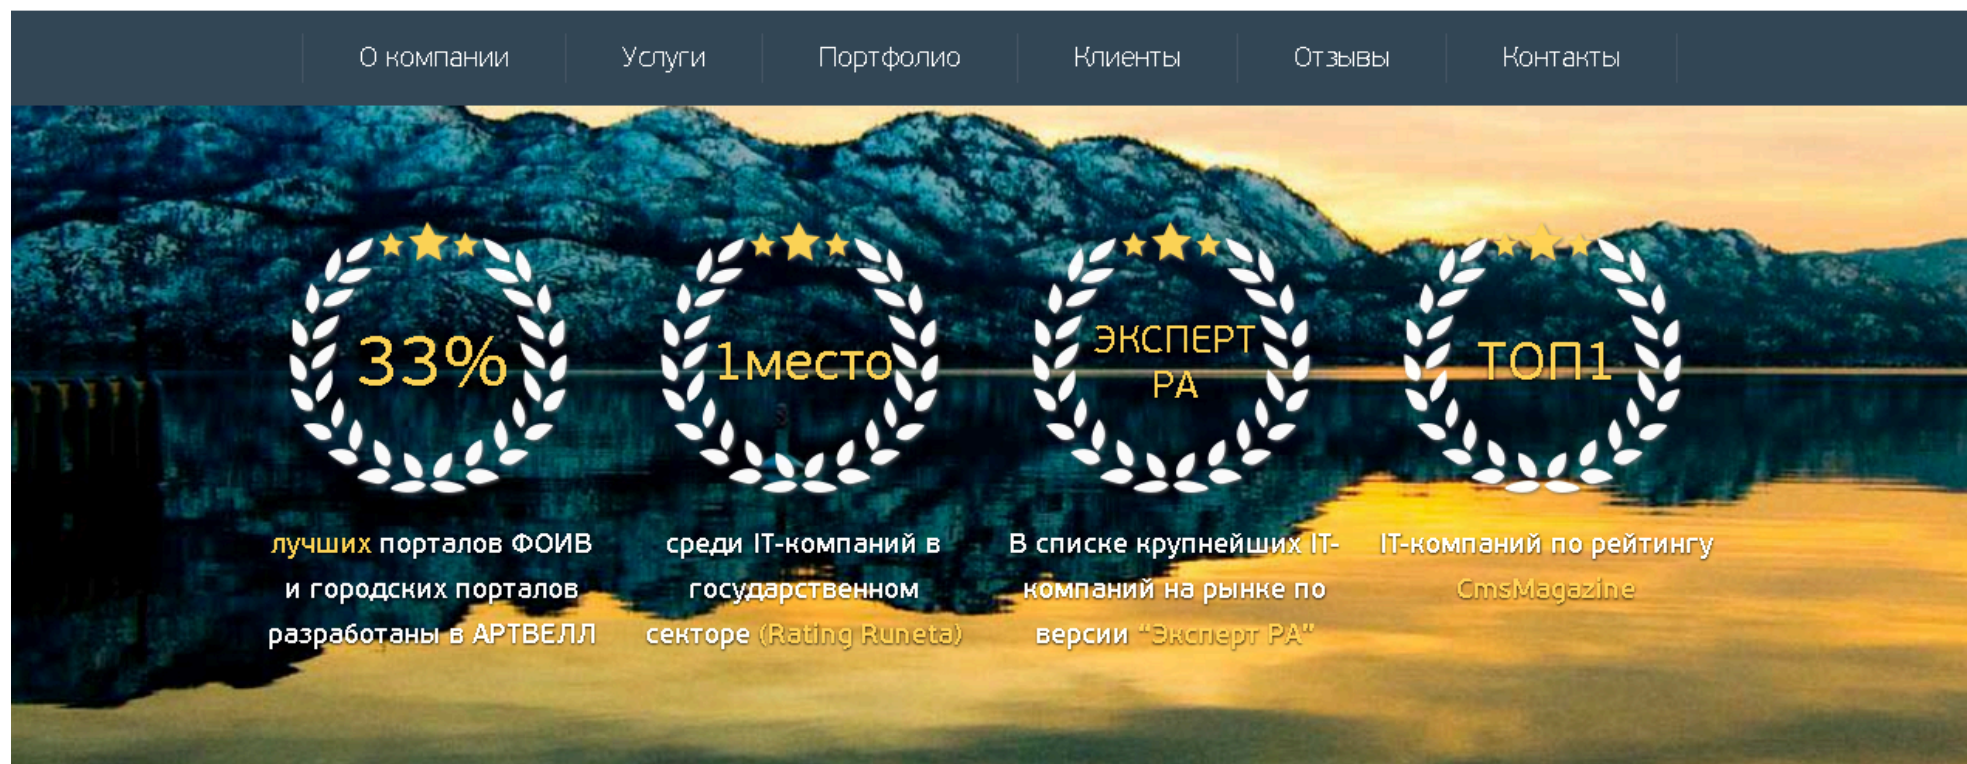 О компании
Услуги
Портфолио
Клиенты
Отзывы
Контакты
33%
лучших порталов ФОИВ
и городских порталов
разработаны в АРТВЕЛЛ
1место
среди IT-компаний в
государственном
секторе (Rating Runeta)
ЭКСПЕРТ
РА
В списке крупнейших IT-
компаний на рынке по
версии “Эксперт РА”
ТОП1
IT-компаний по рейтингу
CmsMagazine